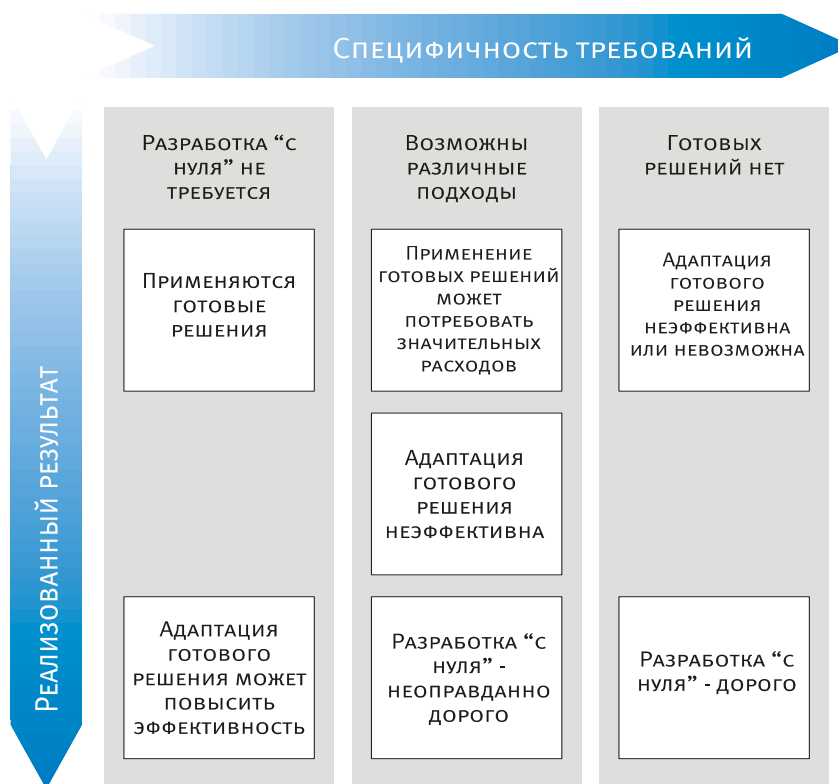 Специфичность требований
Реализованный результат
Разработка “с
нуля” не
требуется
Применяются
готовые
решения
Адаптация
готового
решения может
повысить
эффективность
Возможны
различные
подходы
Применение
готовых решений
может
потребовать
значительных
расходов
Адаптация
готового
решения
неэффективна
Разработка “с
нуля” -
неоправданно
дорого
Готовых
решений нет
Адаптация
готового
решения
неэффективна
или невозможна
Разработка “с
нуля” - дорого